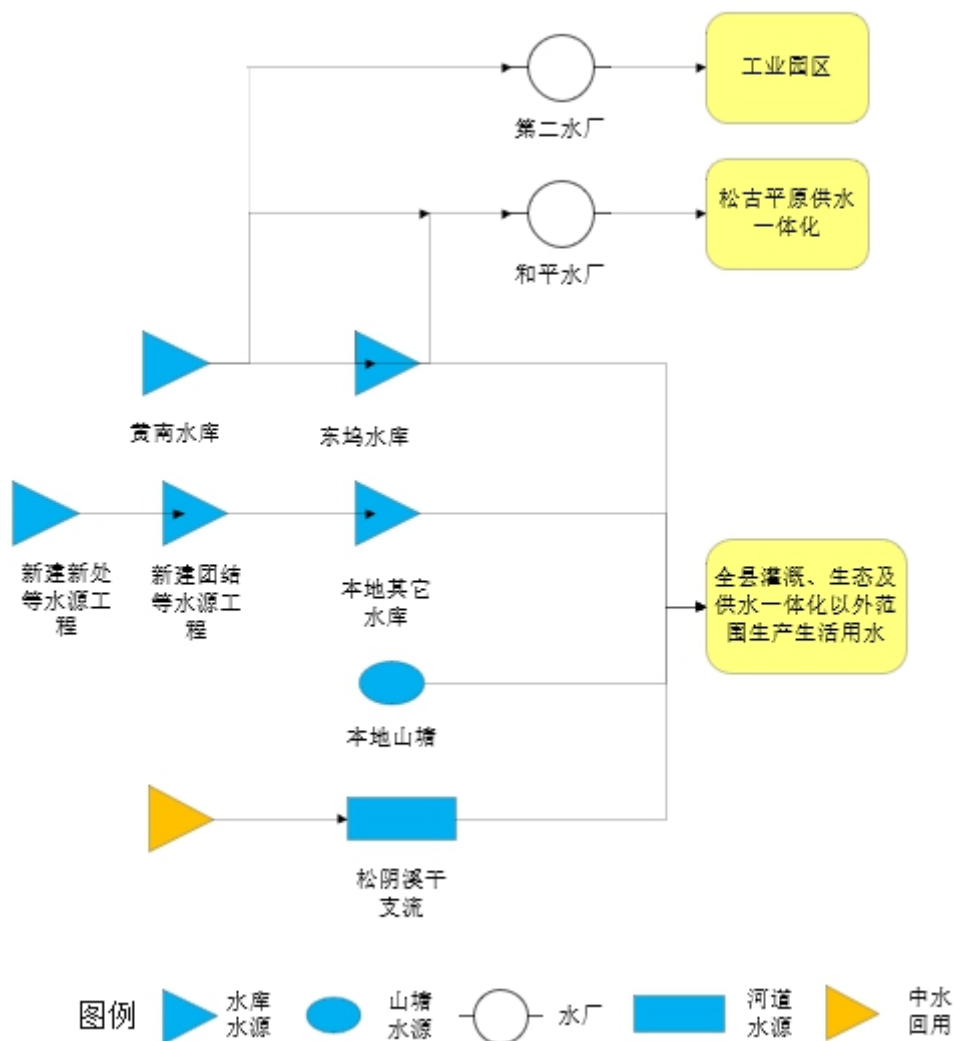 工业园区
第二水厂
松古平原供水
一体化
和平水厂
黄南水库
东坞水库
新建新处
等水源工
程
新建团结
等水源工
程
本地其它
水库
全县灌溉、生态及
供水一体化以外范
围生产生活用水
本地山塘
松阴溪干
支流
图例
水库
水源
山塘
水源
水厂
河道
水源
中水
回用